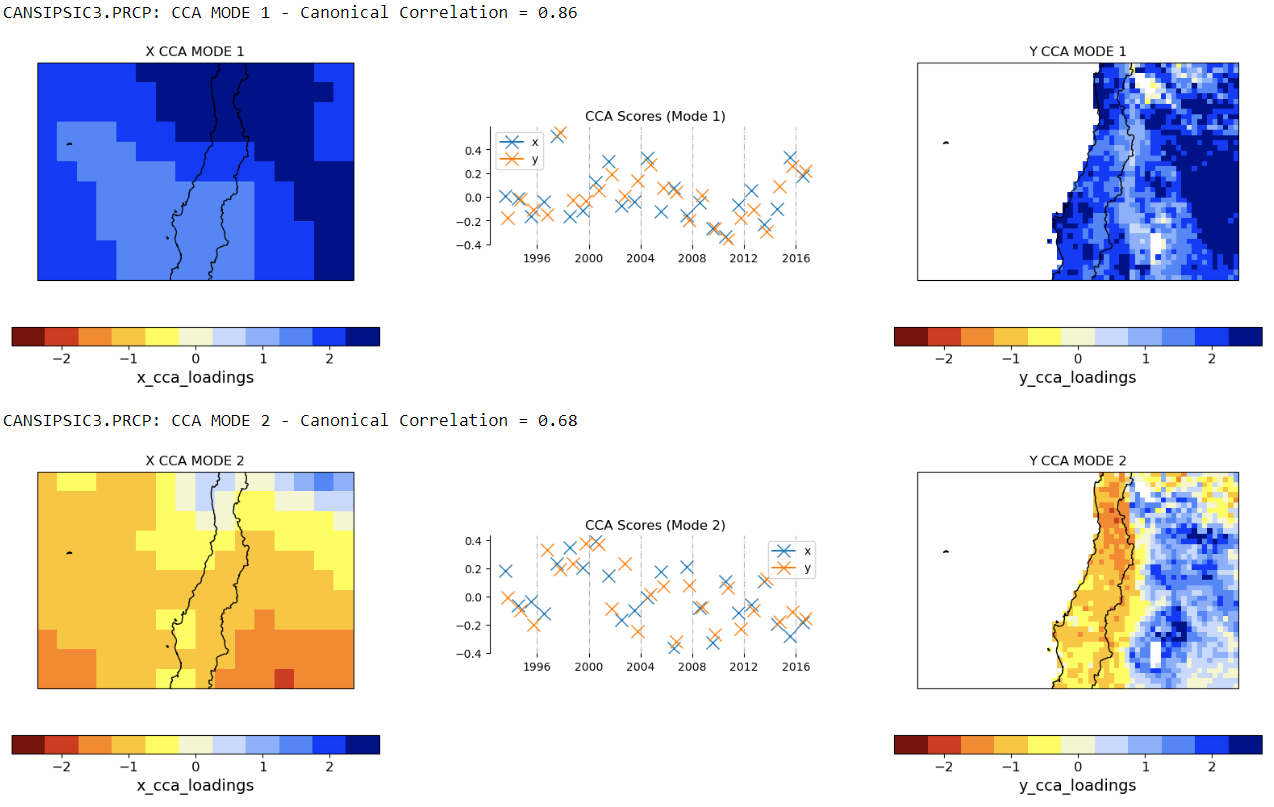 CANSIPSIC3.PRCP: CCA MODE 1 - Canonical Correlation = 0.86
X CCA MODE 1
Y CCA MODE 1
CCA Scores (Mode 1)
x
y
0.4
0.2
0.0
−0.2
−0.4
1996 2000 2004 2008 2012 2016
−2 −1 0 1 2
x_cca_loadings
−2 −1 0 1 2
y_cca_loadings
CANSIPSIC3.PRCP: CCA MODE 2 - Canonical Correlation = 0.68
X CCA MODE 2
Y CCA MODE 2
CCA Scores (Mode 2)
x
y
0.4
0.2
0.0
−0.2
−0.4
1996 2000 2004 2008 2012 2016
−2 −1 0 1 2
x_cca_loadings
−2 −1 0 1 2
y_cca_loadings